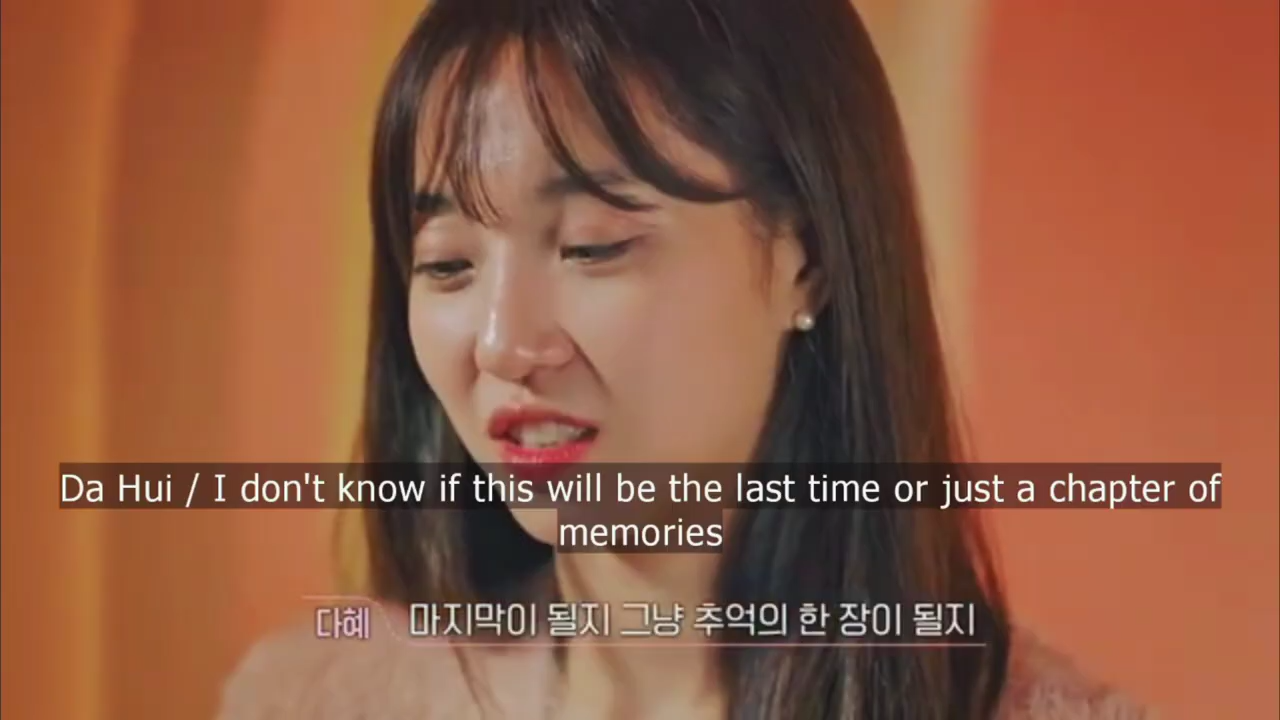 Da Hui / I don't know if this will be the last time or just a chapter of
memories
다혜 마지막이 될지 그냥 추억의 한 장이 될지